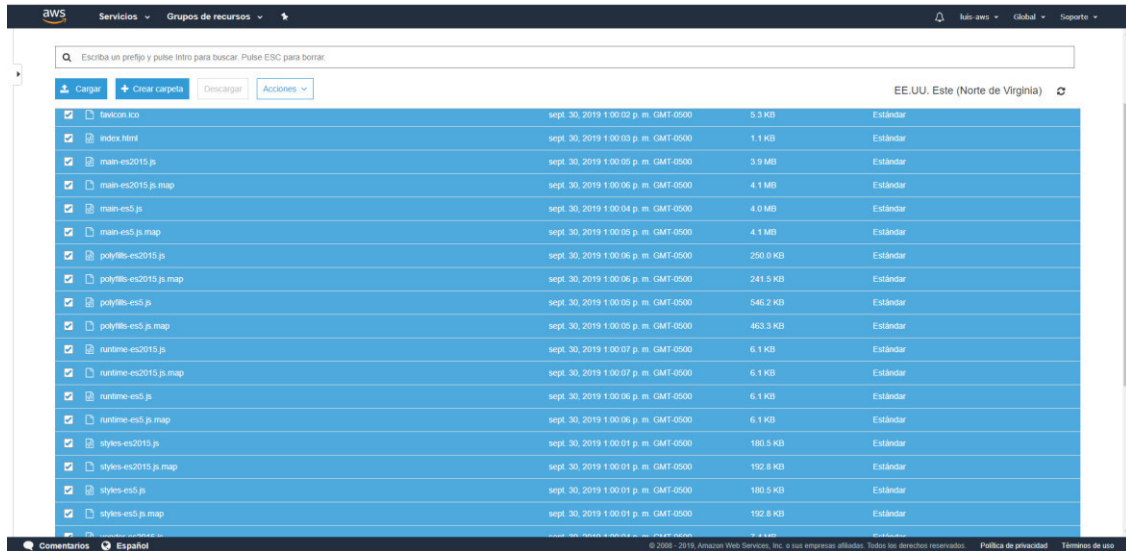 aws Servicios Grupos de recursos luis-aws Global Soporte
Escriba un prefijo y pulse Intro para buscar. Pulse ESC para borrar.
Cargar Crear carpeta Descargar Acciones EE.UU. Este (Norte de Virginia)
favicon.ico sept. 30, 2019 1:00:02 p. m. GMT-0500 5.3 KB Estándar
index.html sept. 30, 2019 1:00:03 p. m. GMT-0500 1.1 KB Estándar
main-es2015.js sept. 30, 2019 1:00:05 p. m. GMT-0500 3.9 MB Estándar
main-es2015.js.map sept. 30, 2019 1:00:06 p. m. GMT-0500 4.1 MB Estándar
main-es5.js sept. 30, 2019 1:00:04 p. m. GMT-0500 4.0 MB Estándar
main-es5.js.map sept. 30, 2019 1:00:05 p. m. GMT-0500 4.1 MB Estándar
polyfills-es2015.js sept. 30, 2019 1:00:06 p. m. GMT-0500 250.0 KB Estándar
polyfills-es2015.js.map sept. 30, 2019 1:00:06 p. m. GMT-0500 241.5 KB Estándar
polyfills-es5.js sept. 30, 2019 1:00:05 p. m. GMT-0500 546.2 KB Estándar
polyfills-es5.js.map sept. 30, 2019 1:00:05 p. m. GMT-0500 463.3 KB Estándar
runtime-es2015.js sept. 30, 2019 1:00:07 p. m. GMT-0500 6.1 KB Estándar
runtime-es2015.js.map sept. 30, 2019 1:00:07 p. m. GMT-0500 6.1 KB Estándar
runtime-es5.js sept. 30, 2019 1:00:06 p. m. GMT-0500 6.1 KB Estándar
runtime-es5.js.map sept. 30, 2019 1:00:06 p. m. GMT-0500 6.1 KB Estándar
styles-es2015.js sept. 30, 2019 1:00:01 p. m. GMT-0500 180.5 KB Estándar
styles-es2015.js.map sept. 30, 2019 1:00:01 p. m. GMT-0500 192.8 KB Estándar
styles-es5.js sept. 30, 2019 1:00:01 p. m. GMT-0500 180.5 KB Estándar
styles-es5.js.map sept. 30, 2019 1:00:01 p. m. GMT-0500 192.8 KB Estándar
Comentarios Español © 2008 - 2019, Amazon Web Services, Inc. o sus empresas afiliadas. Todos los derechos reservados. Política de privacidad Términos de uso